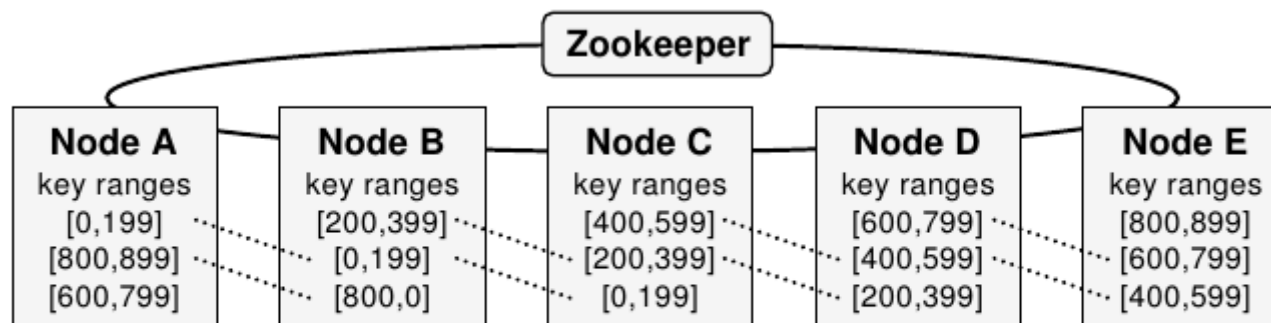 Zookeeper
Node A
key ranges
[0,199]
[800,899]
[600,799]
Node B
key ranges
[200,399]
[0,199]
[800,0]
Node C
key ranges
[400,599]
[200,399]
[0,199]
Node D
key ranges
[600,799]
[400,599]
[200,399]
Node E
key ranges
[800,899]
[600,799]
[400,599]